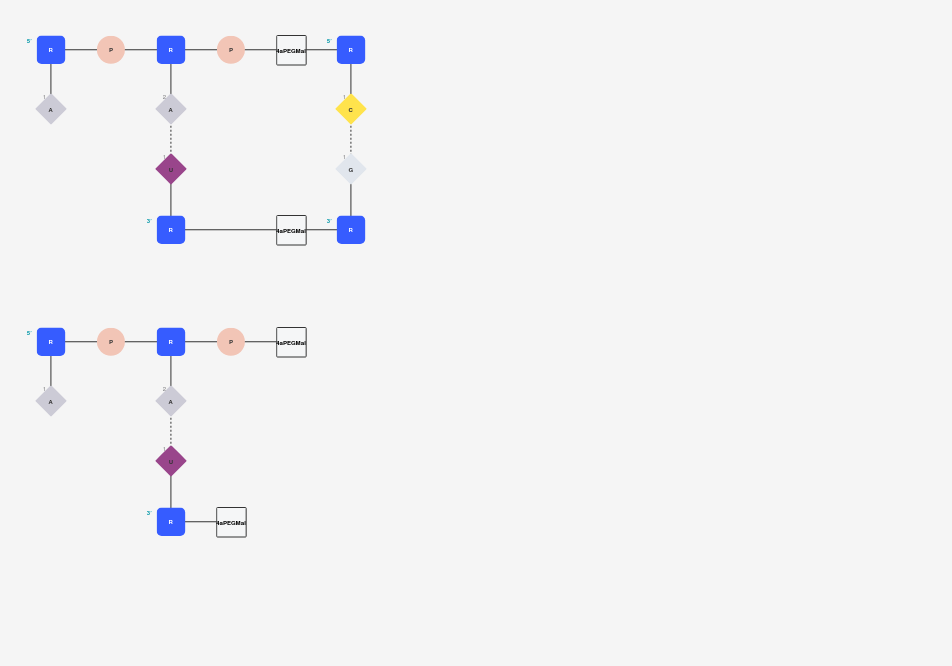 5' R P R P 4aPEGMal 5' R
1 A 2 A 1 C
1 U 1 G
3' R 4aPEGMal 3' R
5' R P R P 4aPEGMal
1 A 2 A
1 U
3' R 4aPEGMal